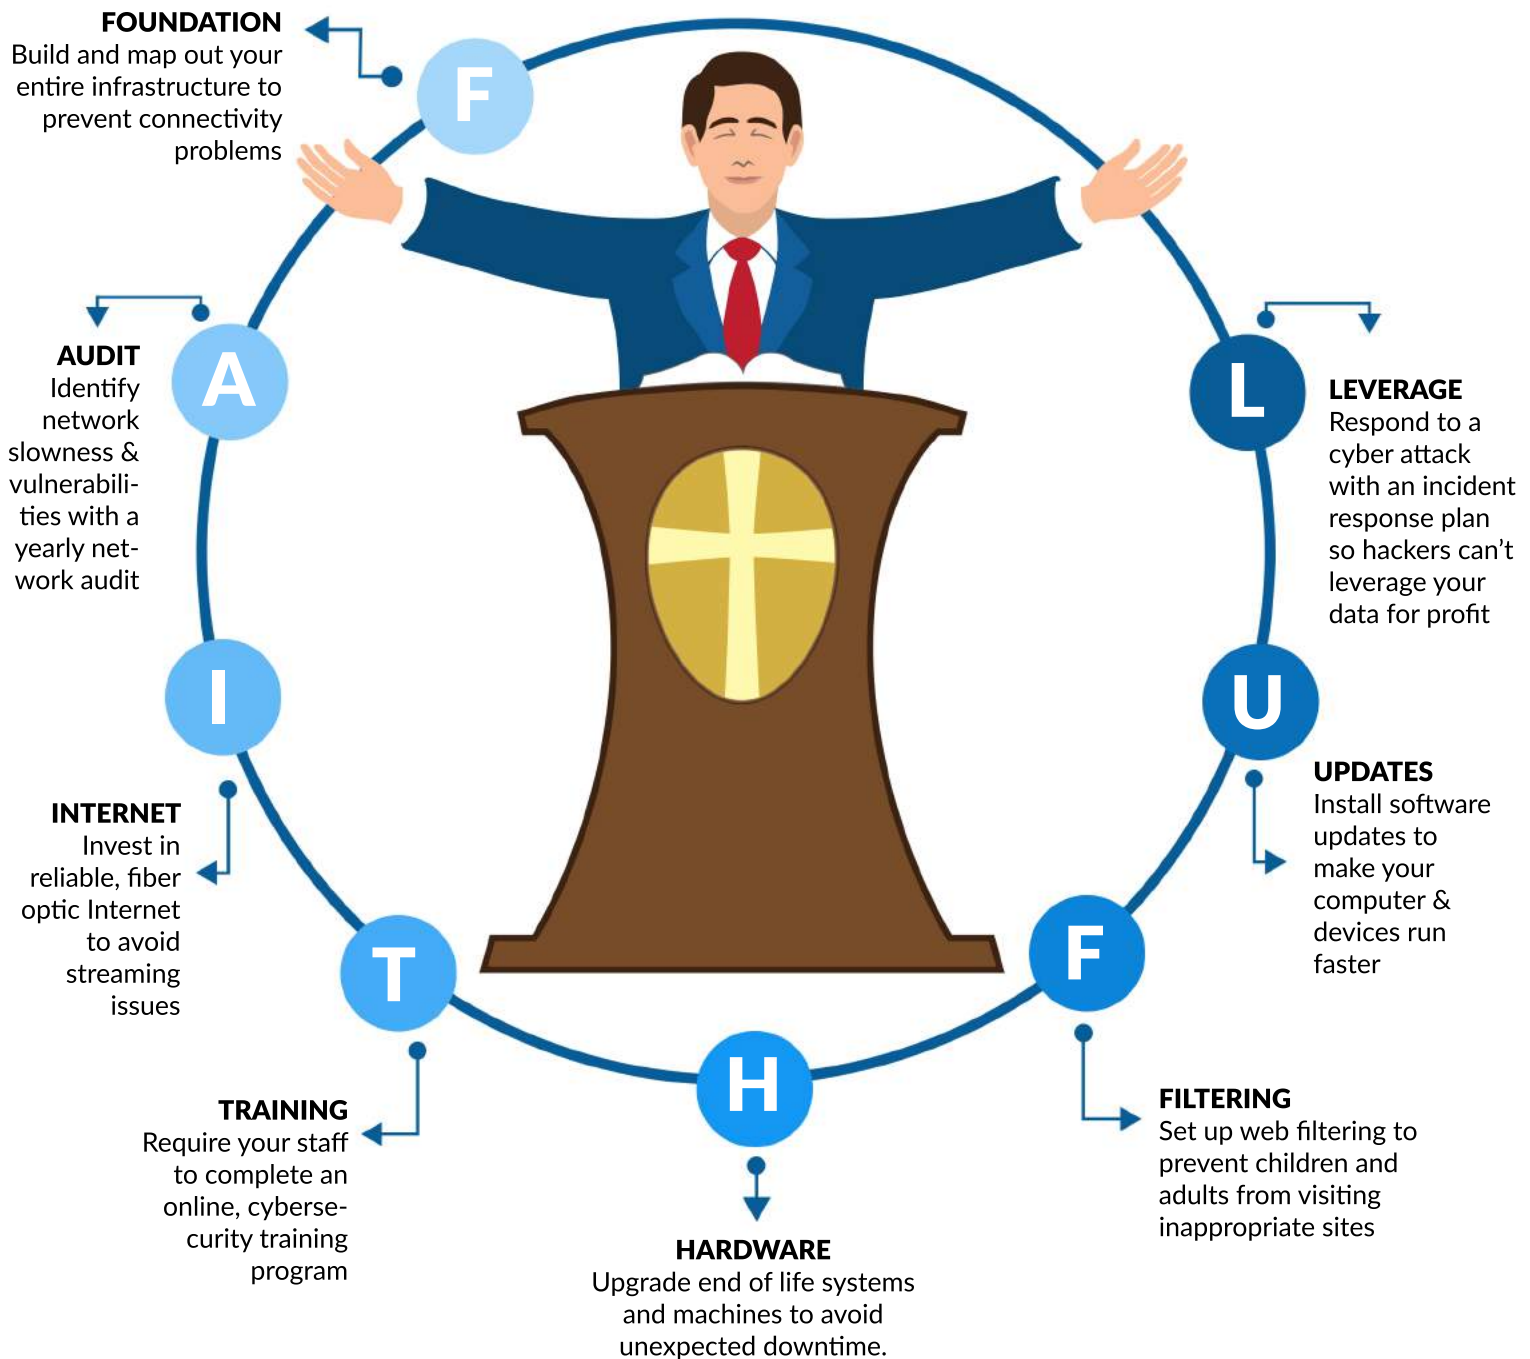 FOUNDATION
Build and map out your
entire infrastructure to
prevent connectivity
problems
F
A
AUDIT
Identify
network
slowness &
vulnerabili-
ties with a
yearly net-
work audit
I
INTERNET
Invest in
reliable, fiber
optic Internet
to avoid
streaming
issues
T
TRAINING
Require your staff
to complete an
online, cyberse-
curity training
program
H
HARDWARE
Upgrade end of life systems
and machines to avoid
unexpected downtime.
F
FILTERING
Set up web filtering to
prevent children and
adults from visiting
inappropriate sites
U
UPDATES
Install software
updates to
make your
computer &
devices run
faster
L
LEVERAGE
Respond to a
cyber attack
with an incident
response plan
so hackers can’t
leverage your
data for profit